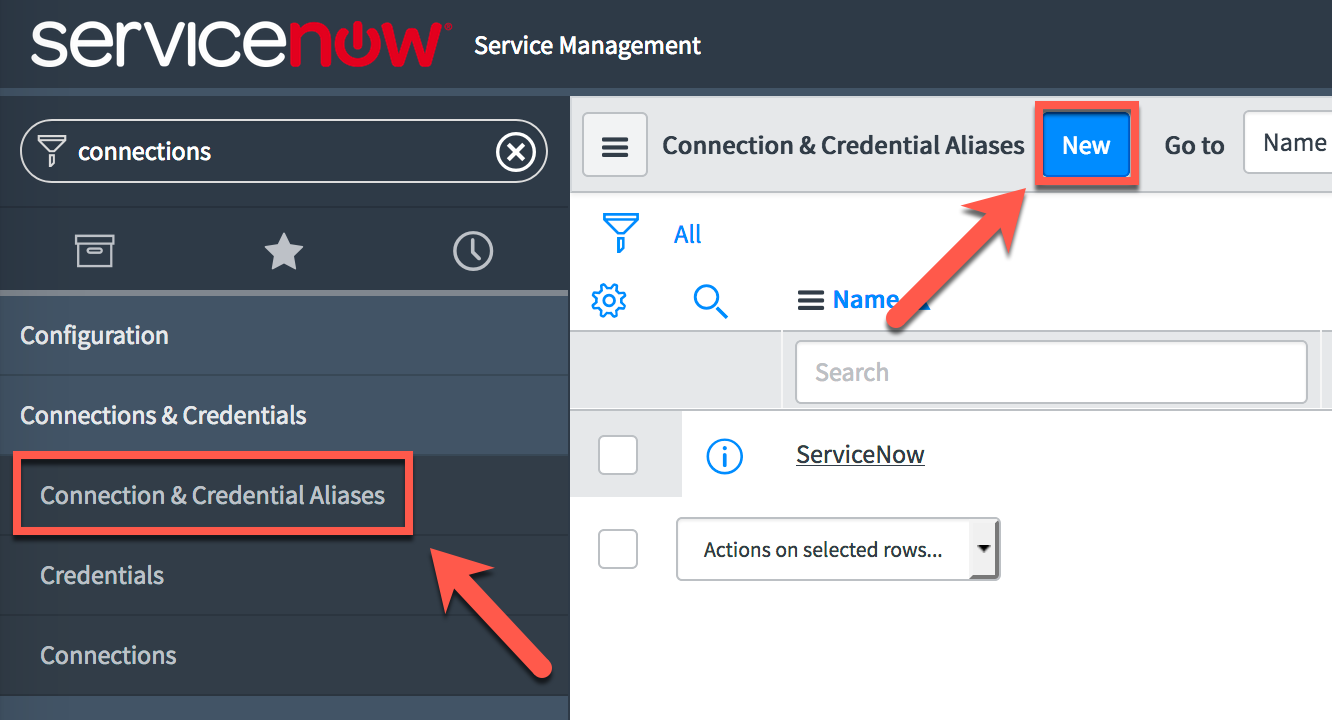 servicenow Service Management
connections
Connection & Credential Aliases New Go to Name
All
Name
Configuration
Search
Connections & Credentials
ServiceNow
Connection & Credential Aliases
Actions on selected rows...
Credentials
Connections